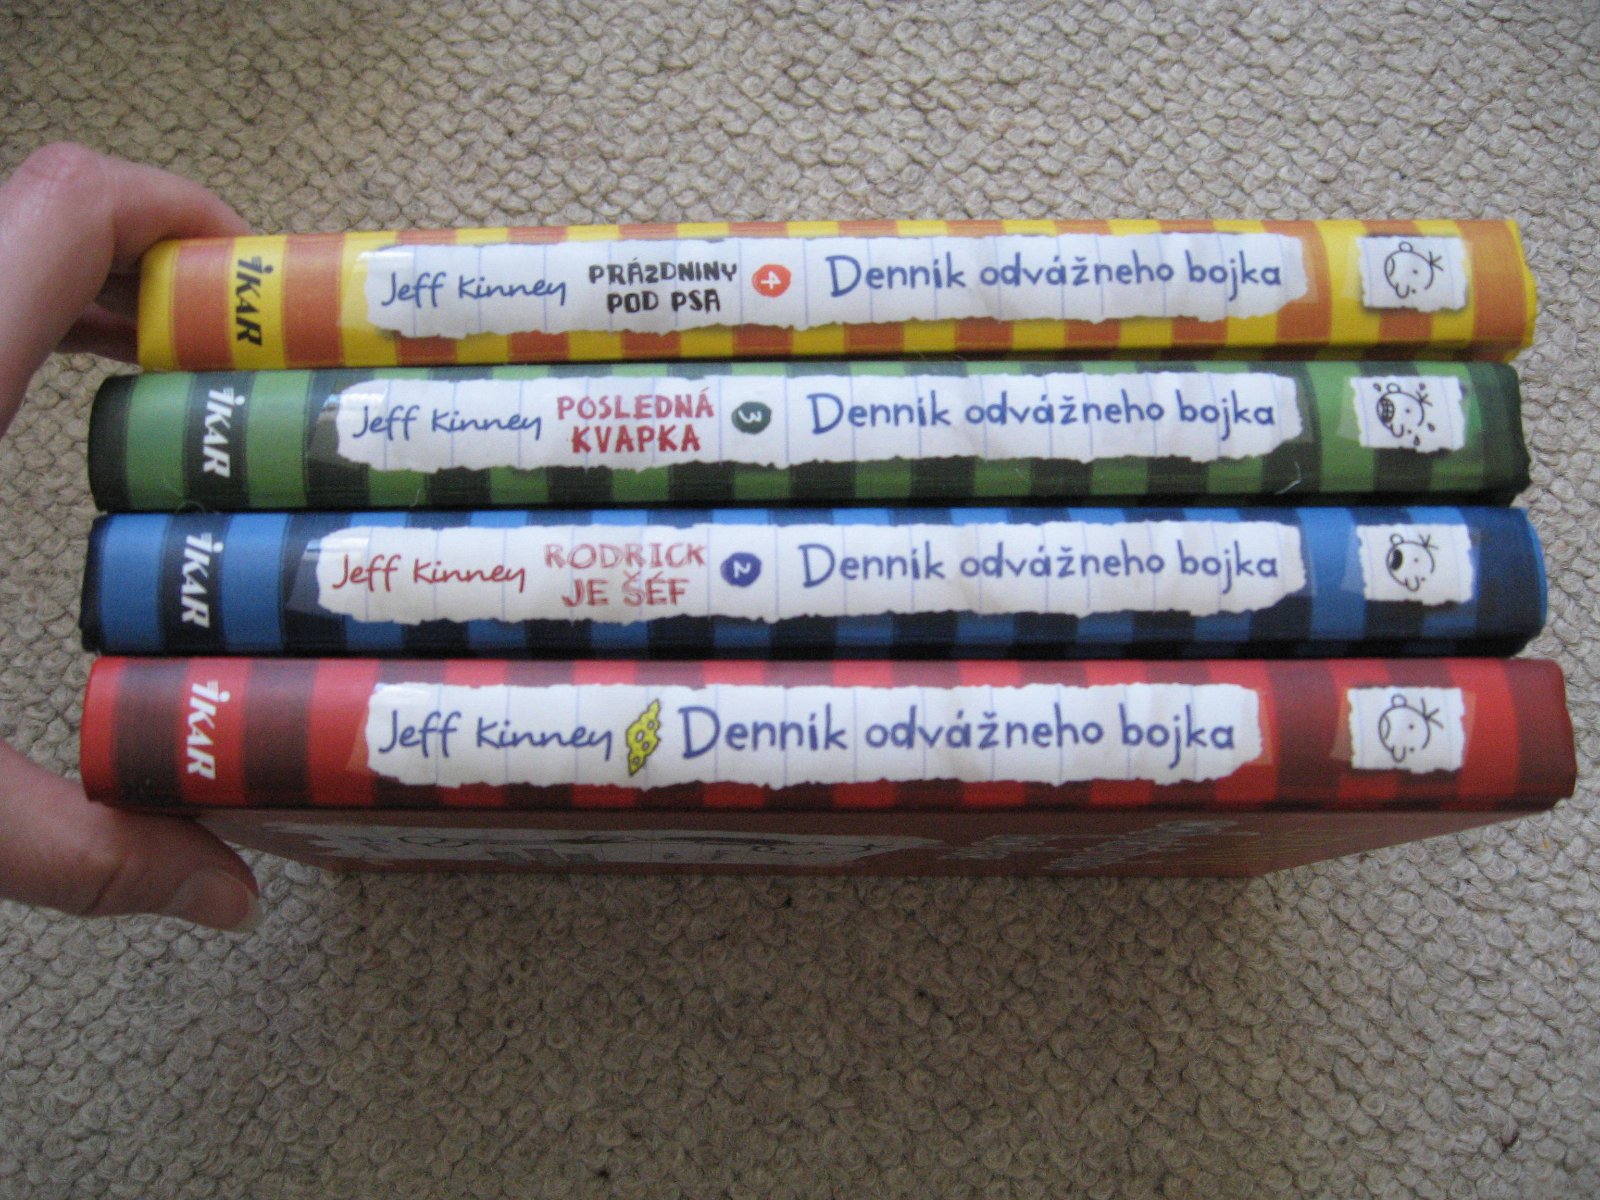 iKAR
Jeff Kinney
PRÁZDNINY
POD PSA
4
Denník odvážneho bojka
iKAR
Jeff Kinney
POSLEDNÁ
KVAPKA
3
Denník odvážneho bojka
iKAR
Jeff Kinney
RODRICK
JE ŠÉF
2
Denník odvážneho bojka
iKAR
Jeff Kinney
Denník odvážneho bojka